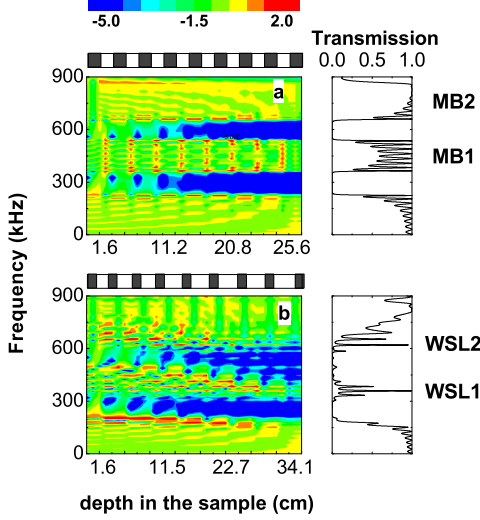 -5.0 -1.5 2.0
Transmission
0.0 0.5 1.0
900
a
MB2
600
MB1
300
0
1.6 11.2 20.8 25.6
Frequency (kHz)
900
b
WSL2
600
WSL1
300
0
1.6 11.5 22.7 34.1
depth in the sample (cm)